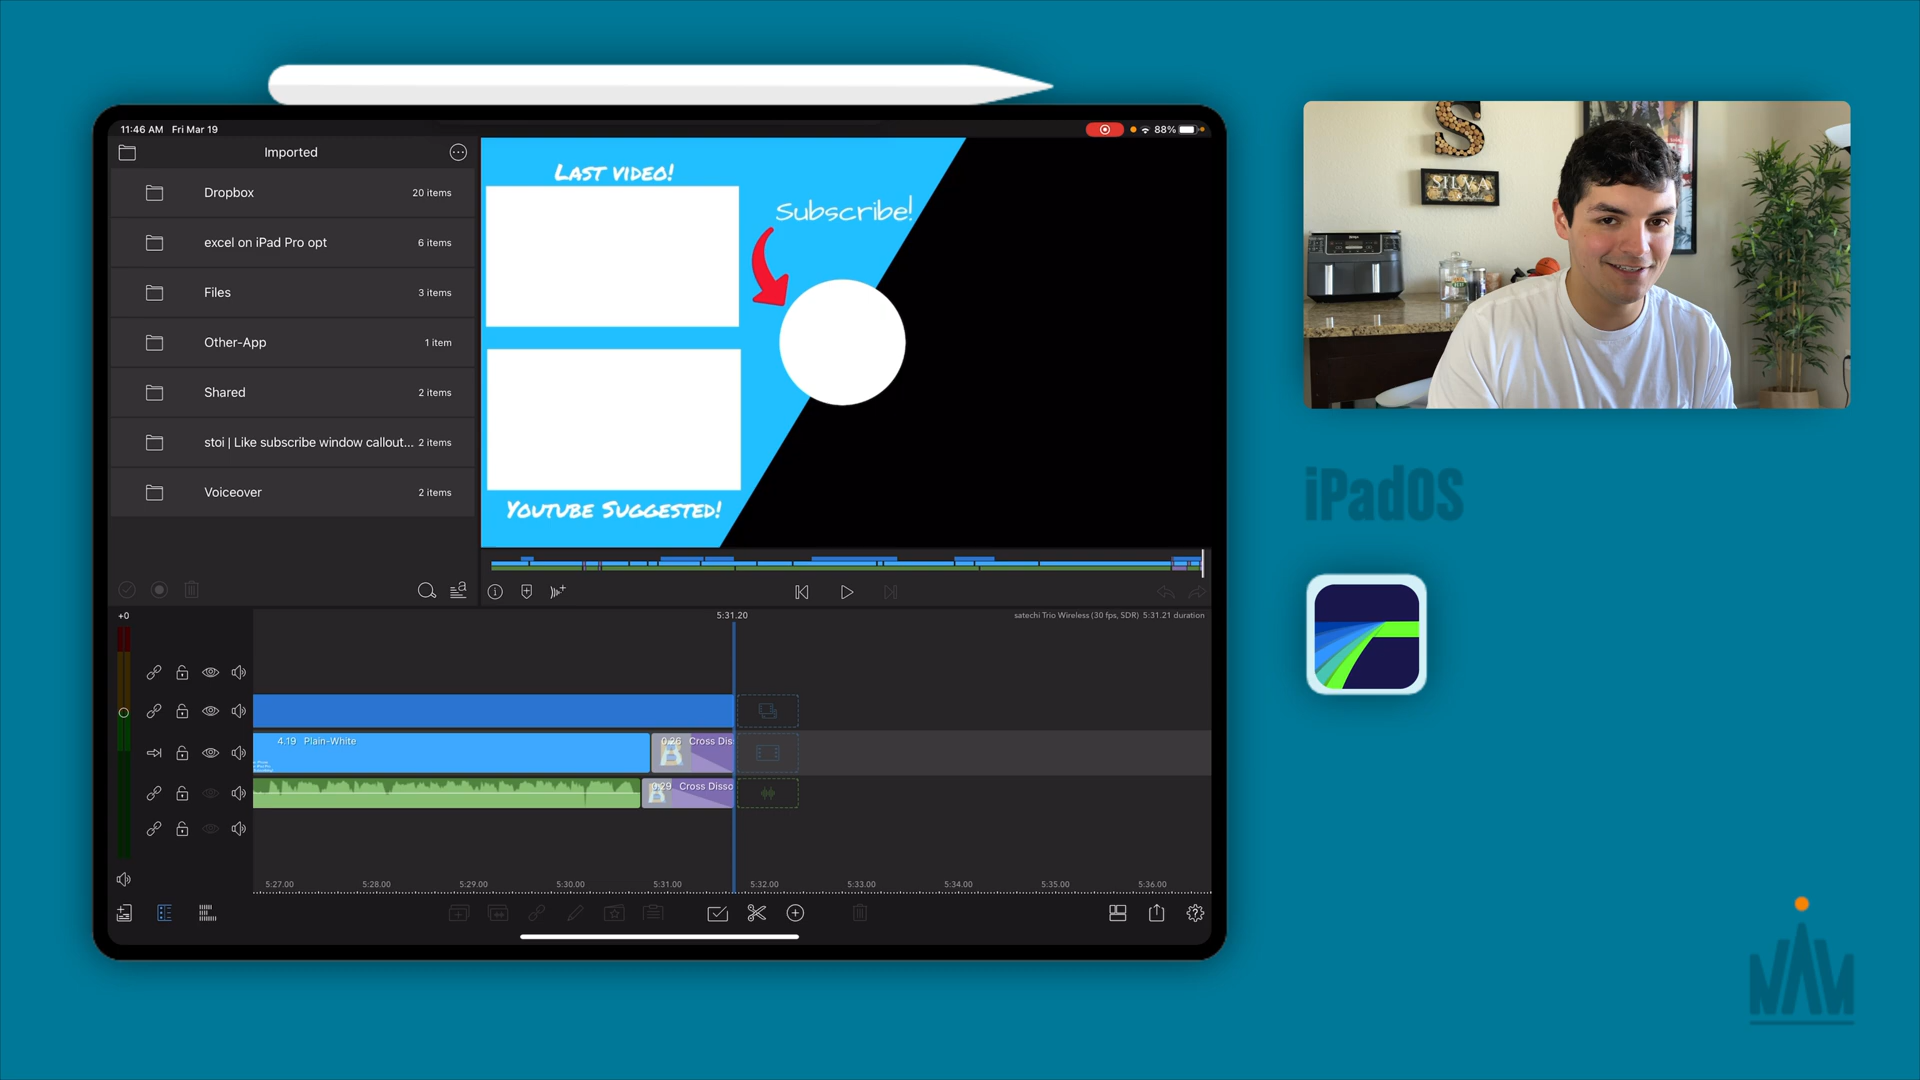 11:46 AM Fri Mar 19
88%
Imported
Dropbox 20 items
excel on iPad Pro opt 6 items
Files 3 items
Other-App 1 item
Shared 2 items
stoi | Like subscribe window callout... 2 items
Voiceover 2 items
LAST VIDEO!
Subscribe!
YOUTUBE SUGGESTED!
S
SILVA
iPadOS
+0
5:31.20
satechi Trio Wireless (30 fps, SDR) 5:31.21 duration
4.19 Plain-White
0.26 Cross Dis
0.29 Cross Disso
5:27.00 5:28.00 5:29.00 5:30.00 5:31.00 5:32.00 5:33.00 5:34.00 5:35.00 5:36.00